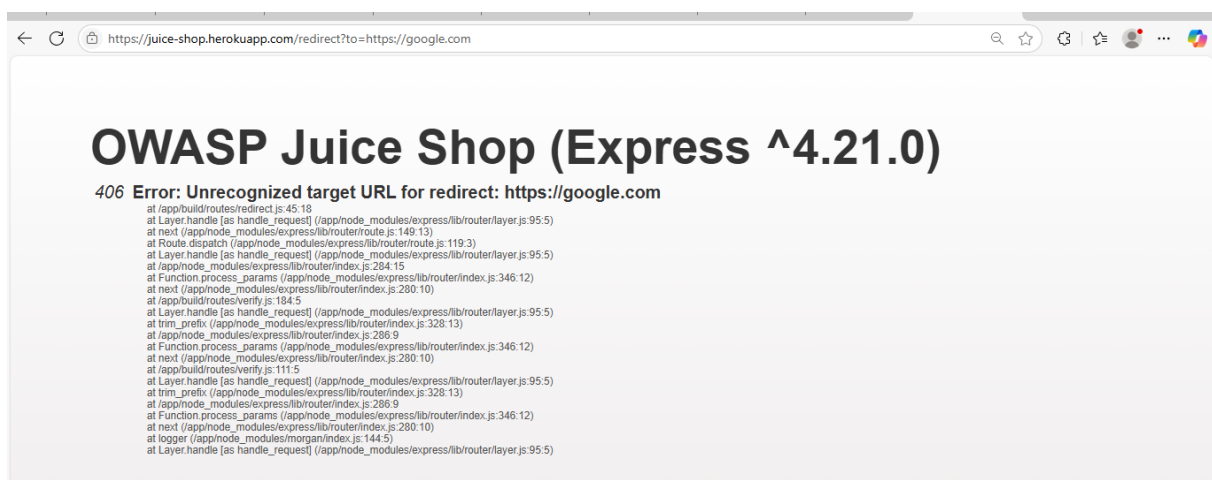 https://juice-shop.herokuapp.com/redirect?to=https://google.com
OWASP Juice Shop (Express ^4.21.0)
406 Error: Unrecognized target URL for redirect: https://google.com
at /app/build/routes/redirect.js:45:18
at Layer.handle [as handle_request] (/app/node_modules/express/lib/router/layer.js:95:5)
at next (/app/node_modules/express/lib/router/route.js:149:13)
at Route.dispatch (/app/node_modules/express/lib/router/route.js:119:3)
at Layer.handle [as handle_request] (/app/node_modules/express/lib/router/layer.js:95:5)
at /app/node_modules/express/lib/router/index.js:284:15
at Function.process_params (/app/node_modules/express/lib/router/index.js:346:12)
at next (/app/node_modules/express/lib/router/index.js:280:10)
at /app/build/routes/verify.js:184:5
at Layer.handle [as handle_request] (/app/node_modules/express/lib/router/layer.js:95:5)
at trim_prefix (/app/node_modules/express/lib/router/index.js:328:13)
at /app/node_modules/express/lib/router/index.js:286:9
at Function.process_params (/app/node_modules/express/lib/router/index.js:346:12)
at next (/app/node_modules/express/lib/router/index.js:280:10)
at /app/build/routes/verify.js:111:5
at Layer.handle [as handle_request] (/app/node_modules/express/lib/router/layer.js:95:5)
at trim_prefix (/app/node_modules/express/lib/router/index.js:328:13)
at /app/node_modules/express/lib/router/index.js:286:9
at Function.process_params (/app/node_modules/express/lib/router/index.js:346:12)
at next (/app/node_modules/express/lib/router/index.js:280:10)
at logger (/app/node_modules/morgan/index.js:144:5)
at Layer.handle [as handle_request] (/app/node_modules/express/lib/router/layer.js:95:5)